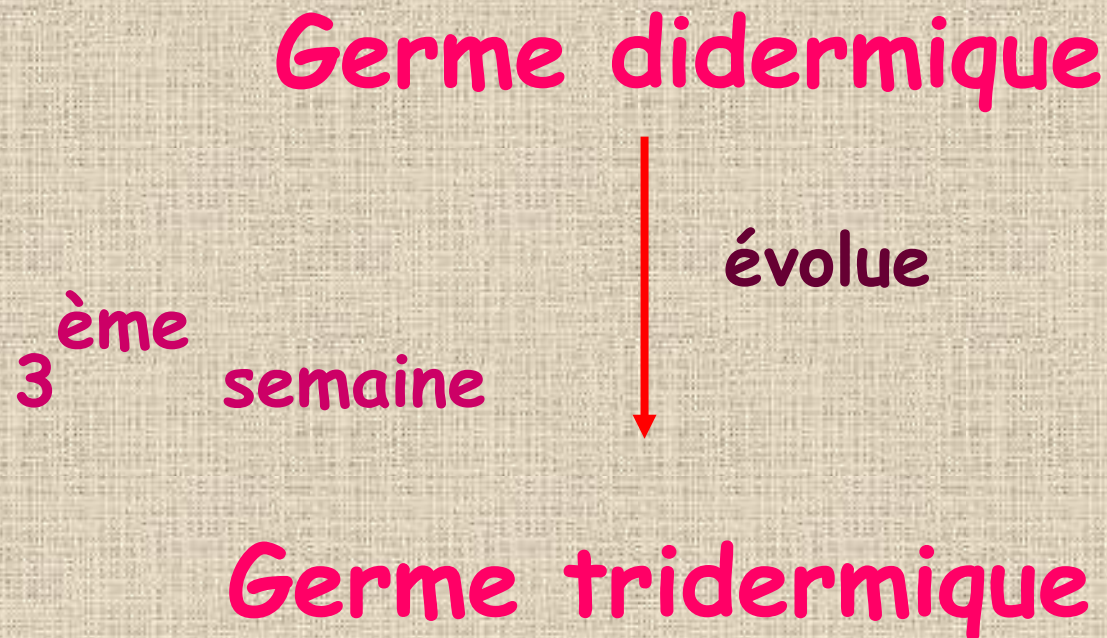 Germe didermique
évolue
3ème semaine
Germe tridermique